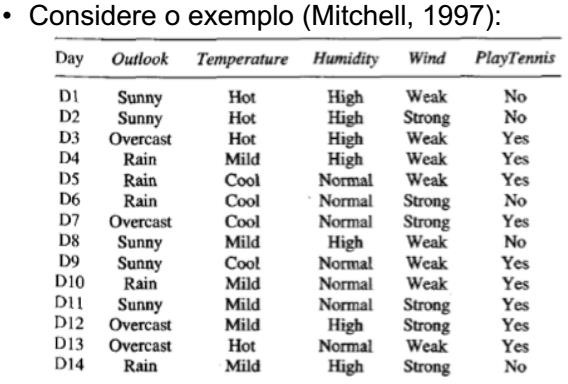 • Considere o exemplo (Mitchell, 1997):
Day Outlook Temperature Humidity Wind PlayTennis
D1 Sunny Hot High Weak No
D2 Sunny Hot High Strong No
D3 Overcast Hot High Weak Yes
D4 Rain Mild High Weak Yes
D5 Rain Cool Normal Weak Yes
D6 Rain Cool Normal Strong No
D7 Overcast Cool Normal Strong Yes
D8 Sunny Mild High Weak No
D9 Sunny Cool Normal Weak Yes
D10 Rain Mild Normal Weak Yes
D11 Sunny Mild Normal Strong Yes
D12 Overcast Mild High Strong Yes
D13 Overcast Hot Normal Weak Yes
D14 Rain Mild High Strong No